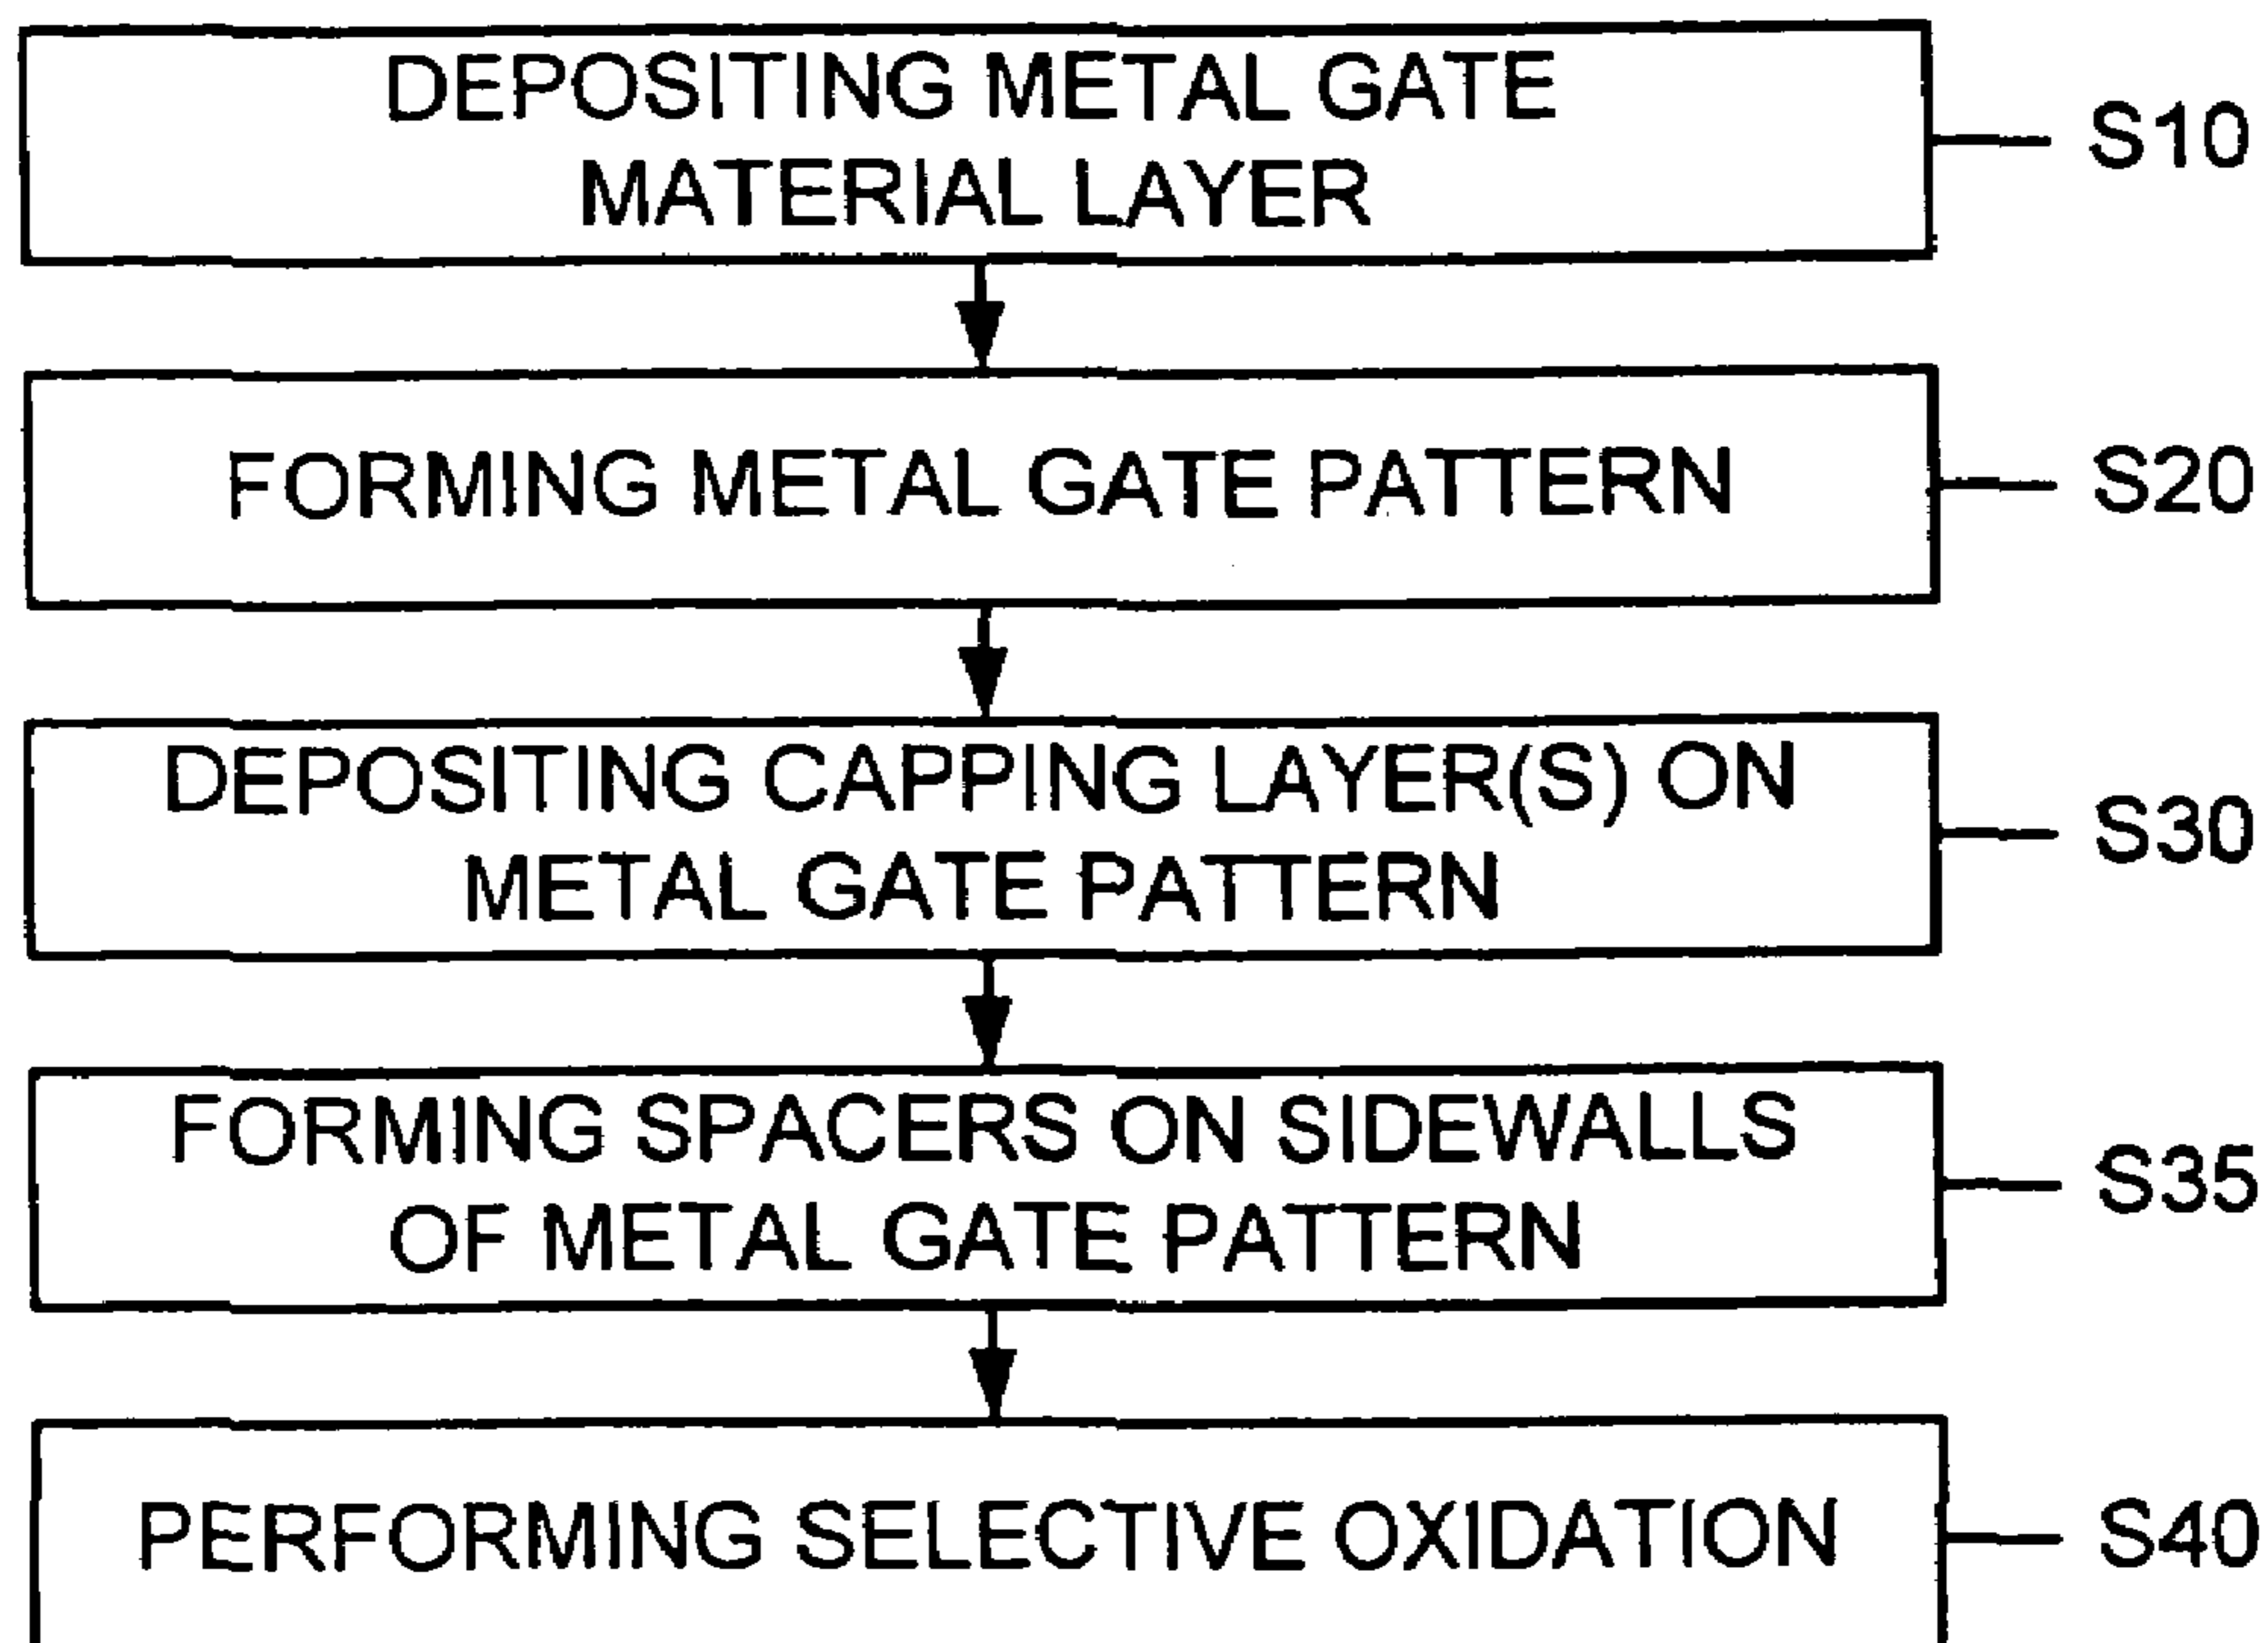 DEPOSITING METAL GATE
MATERIAL LAYER
S10
FORMING METAL GATE PATTERN
S20
DEPOSITING CAPPING LAYER(S) ON
METAL GATE PATTERN
S30
FORMING SPACERS ON SIDEWALLS
OF METAL GATE PATTERN
S35
PERFORMING SELECTIVE OXIDATION
S40